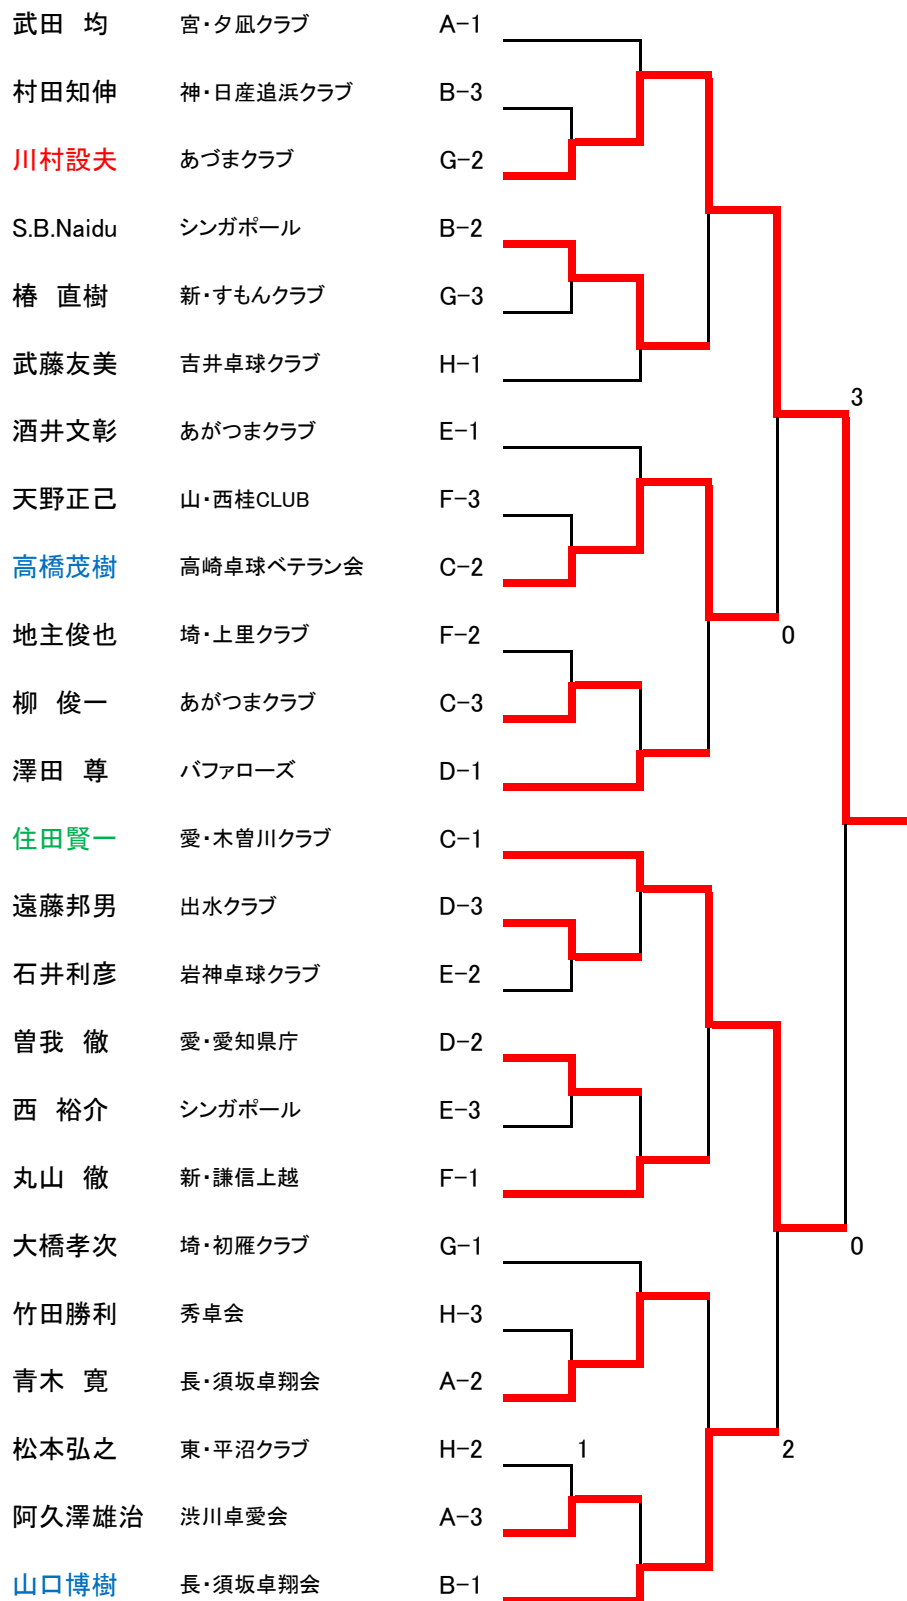 武田　均 宮・夕凪クラブ A-1
3
村田知伸 神・日産追浜クラブ B-3
川村設夫 あづまクラブ G-2
S.B.Naidu シンガポール B-2
椿　直樹 新・すもんクラブ G-3
武藤友美 吉井卓球クラブ H-1
酒井文彰 あがつまクラブ E-1
天野正己 山・西桂CLUB F-3
高橋茂樹 高崎卓球ベテラン会 C-2
地主俊也 埼・上里クラブ F-2 0
柳　俊一 あがつまクラブ C-3
澤田　尊 バファローズ D-1
住田賢一 愛・木曽川クラブ C-1
遠藤邦男 出水クラブ D-3
石井利彦 岩神卓球クラブ E-2
曽我　徹 愛・愛知県庁 D-2
西　裕介 シンガポール E-3
丸山　徹 新・謙信上越 F-1
大橋孝次 埼・初雁クラブ G-1 0
竹田勝利 秀卓会 H-3
青木　寛 長・須坂卓翔会 A-2
松本弘之 東・平沼クラブ H-2 1 2
阿久澤雄治 渋川卓愛会 A-3
山口博樹 長・須坂卓翔会 B-1